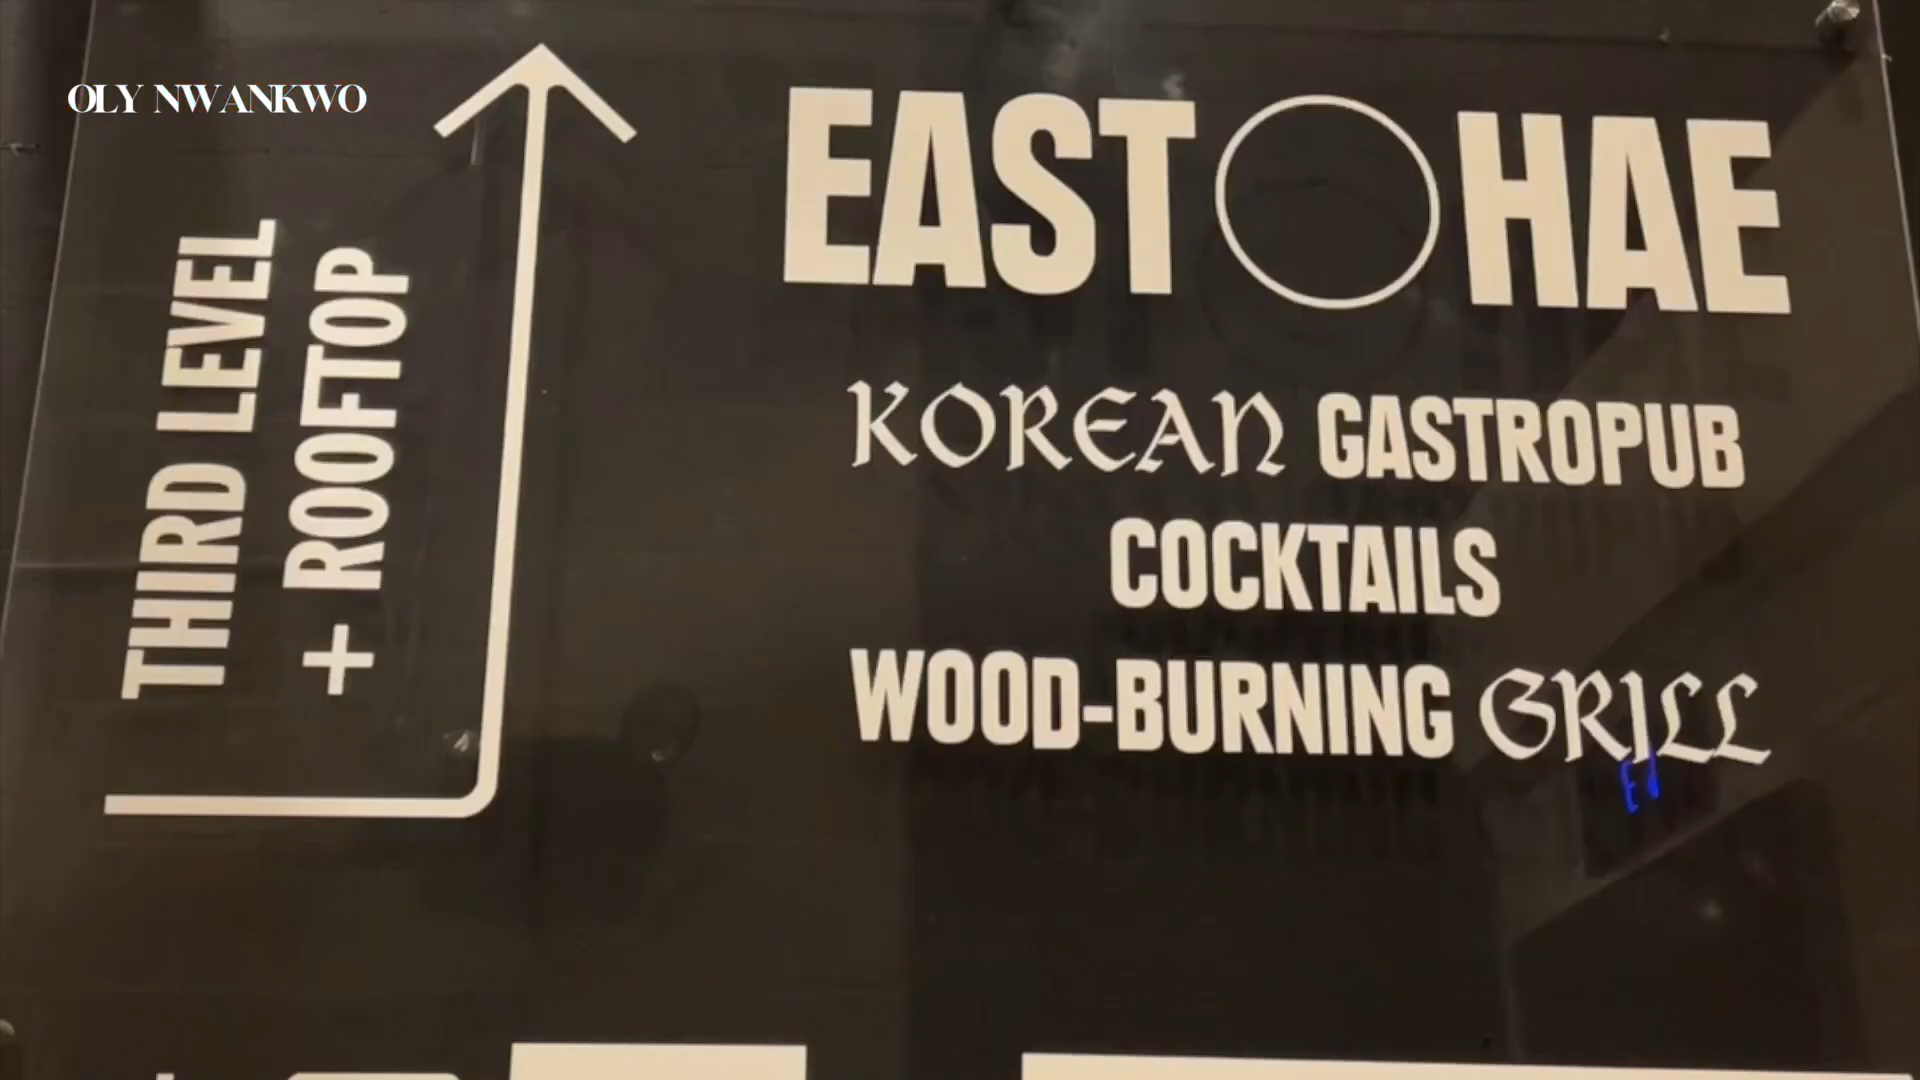 OLY NWANKWO
THIRD LEVEL
+ ROOFTOP
EAST HAE
KOREAN GASTROPUB
COCKTAILS
WOOD-BURNING GRILL